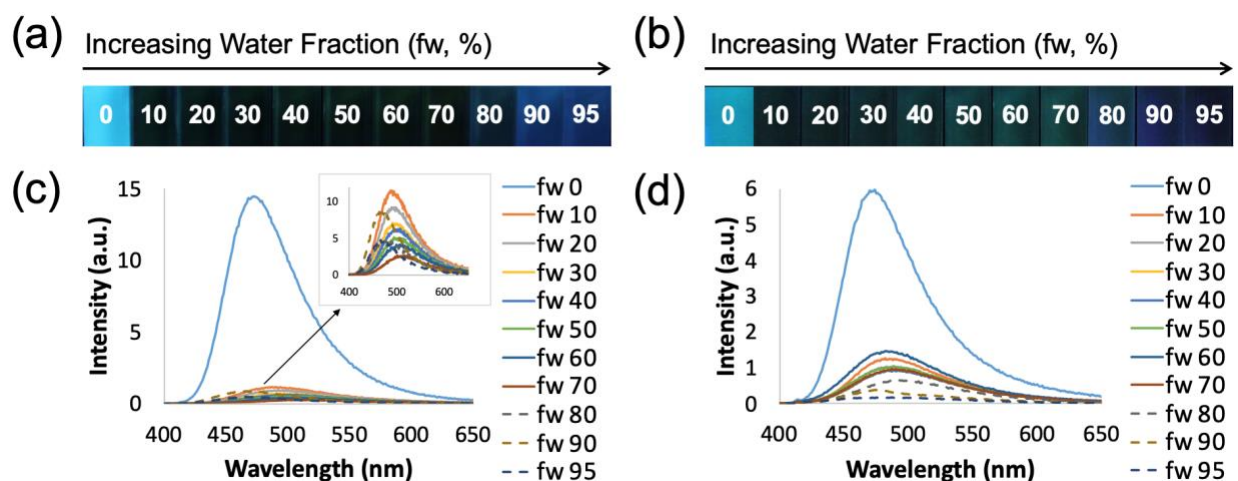 (a)
Increasing Water Fraction (fw, %)
0 10 20 30 40 50 60 70 80 90 95
(b)
Increasing Water Fraction (fw, %)
0 10 20 30 40 50 60 70 80 90 95
(c)
15
10
5
0
Intensity (a.u.)
400 450 500 550 600 650
Wavelength (nm)
10
5
0
400 500 600
fw 0
fw 10
fw 20
fw 30
fw 40
fw 50
fw 60
fw 70
fw 80
fw 90
fw 95
(d)
6
5
4
3
2
1
0
Intensity (a.u.)
400 450 500 550 600 650
Wavelength (nm)
fw 0
fw 10
fw 20
fw 30
fw 40
fw 50
fw 60
fw 70
fw 80
fw 90
fw 95